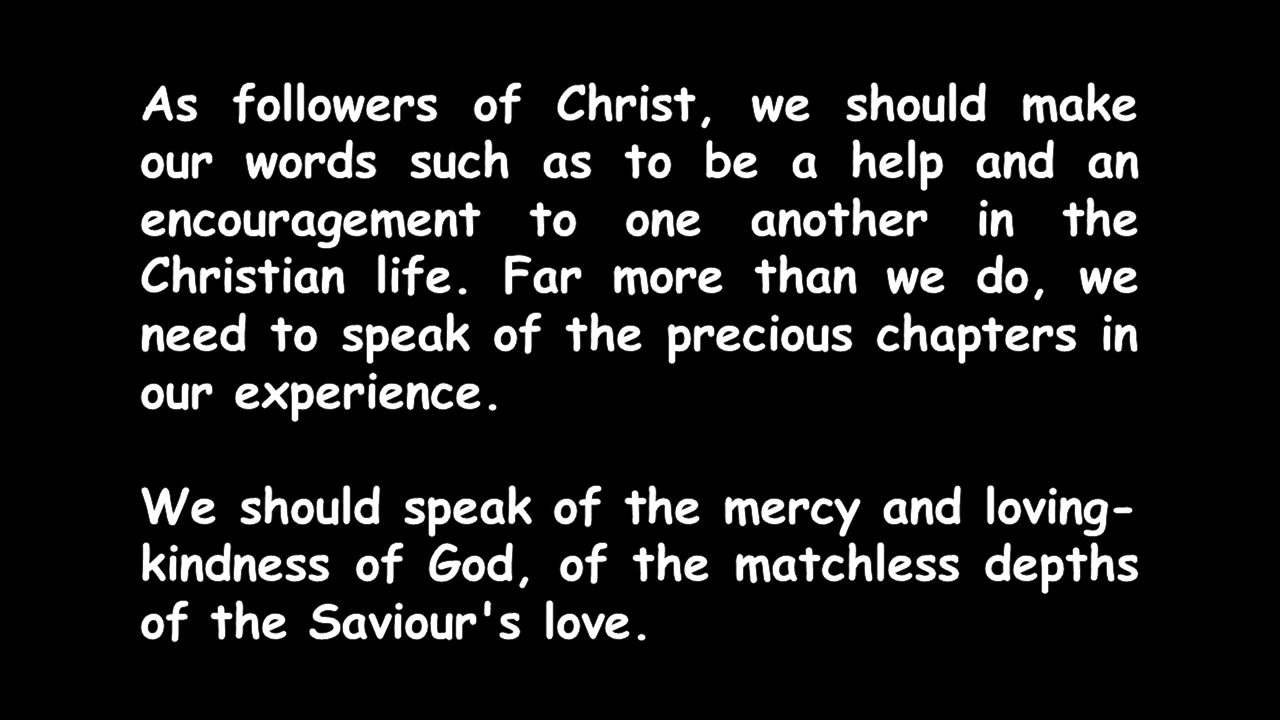 As followers of Christ, we should make
our words such as to be a help and an
encouragement to one another in the
Christian life. Far more than we do, we
need to speak of the precious chapters in
our experience.
We should speak of the mercy and loving-
kindness of God, of the matchless depths
of the Saviour's love.